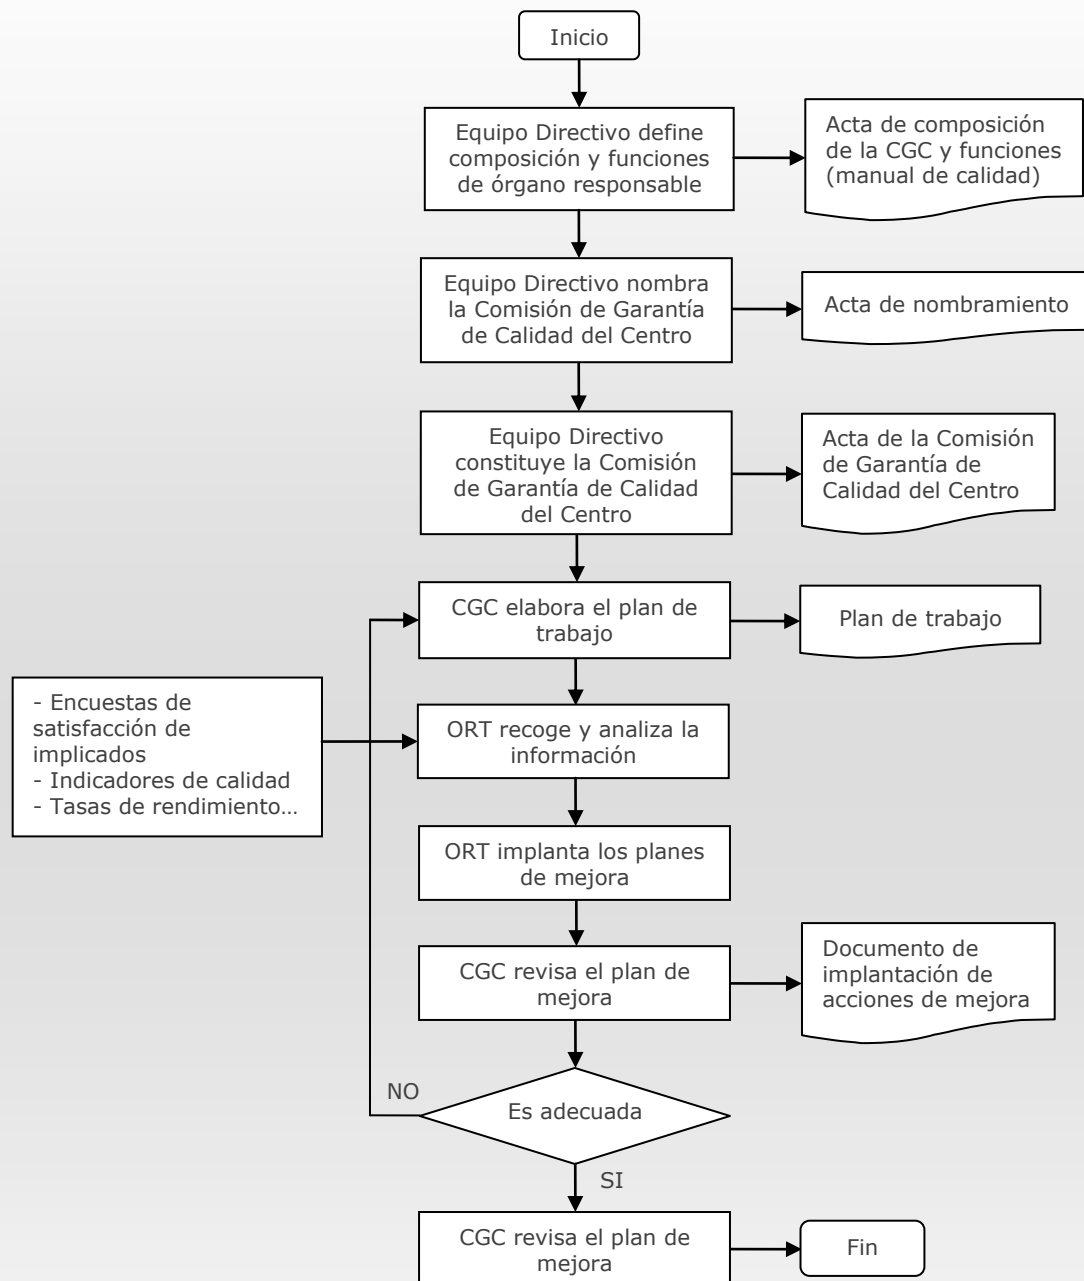 Inicio
Equipo Directivo define
composición y funciones
de órgano responsable
Acta de composición
de la CGC y funciones
(manual de calidad)
Equipo Directivo nombra
la Comisión de Garantía
de Calidad del Centro
Acta de nombramiento
Equipo Directivo
constituye la Comisión
de Garantía de Calidad
del Centro
Acta de la Comisión
de Garantía de
Calidad del Centro
CGC elabora el plan de
trabajo
Plan de trabajo
- Encuestas de
satisfacción de
implicados
- Indicadores de calidad
- Tasas de rendimiento…
ORT recoge y analiza la
información
ORT implanta los planes
de mejora
CGC revisa el plan de
mejora
Documento de
implantación de
acciones de mejora
NO
Es adecuada
SI
CGC revisa el plan de
mejora
Fin